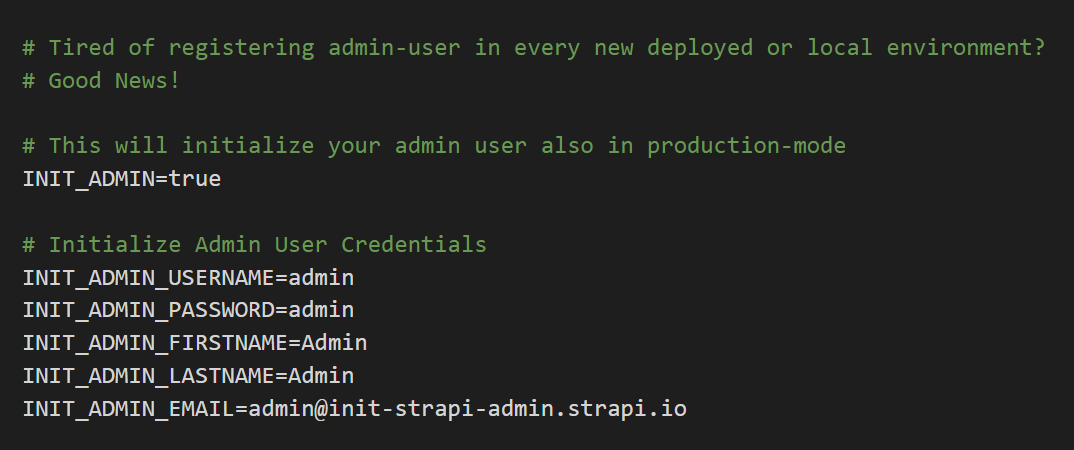 # Tired of registering admin-user in every new deployed or local environment?
# Good News!
# This will initialize your admin user also in production-mode
INIT_ADMIN=true
# Initialize Admin User Credentials
INIT_ADMIN_USERNAME=admin
INIT_ADMIN_PASSWORD=admin
INIT_ADMIN_FIRSTNAME=Admin
INIT_ADMIN_LASTNAME=Admin
INIT_ADMIN_EMAIL=admin@init-strapi-admin.strapi.io